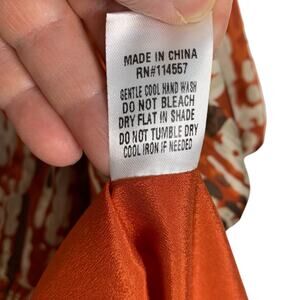 MADE IN CHINA
RN#114557
GENTLE COOL HAND WASH
DO NOT BLEACH
DRY FLAT IN SHADE
DO NOT TUMBLE DRY
COOL IRON IF NEEDED